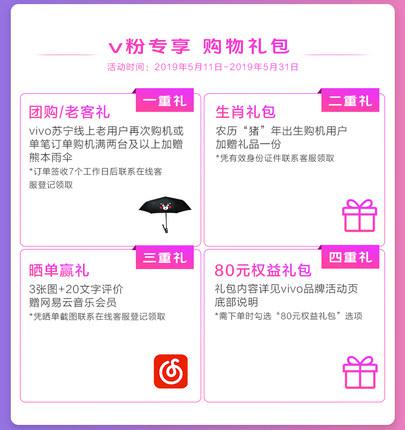 v粉专享 购物礼包
活动时间：2019年5月11日-2019年5月31日
一重礼
团购/老客礼
vivo苏宁线上老用户再次购机或
单笔订单购机满两台及以上加赠
熊本雨伞
*订单签收7个工作日后联系在线客
服登记领取
二重礼
生肖礼包
农历“猪”年出生购机用户
加赠礼品一份
*凭有效身份证件联系客服领取
三重礼
晒单赢礼
3张图+20文字评价
赠网易云音乐会员
*凭晒单截图联系在线客服登记领取
四重礼
80元权益礼包
礼包内容详见vivo品牌活动页
底部说明
*需下单时勾选“80元权益礼包”选项